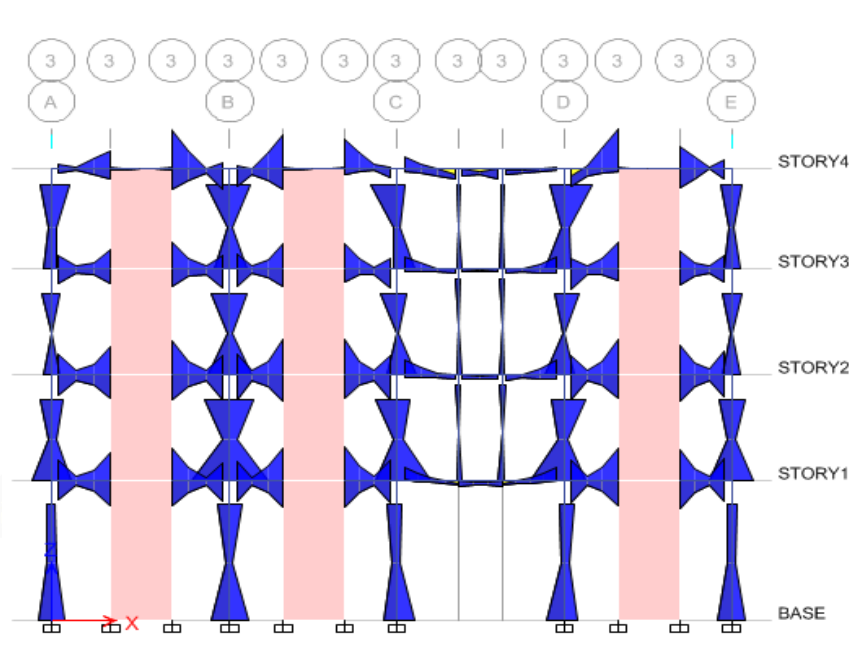 3 3 3 3 3 3 3 3 3 3 3 3 3
A B C D E
STORY4
STORY3
STORY2
STORY1
Z
BASE
X